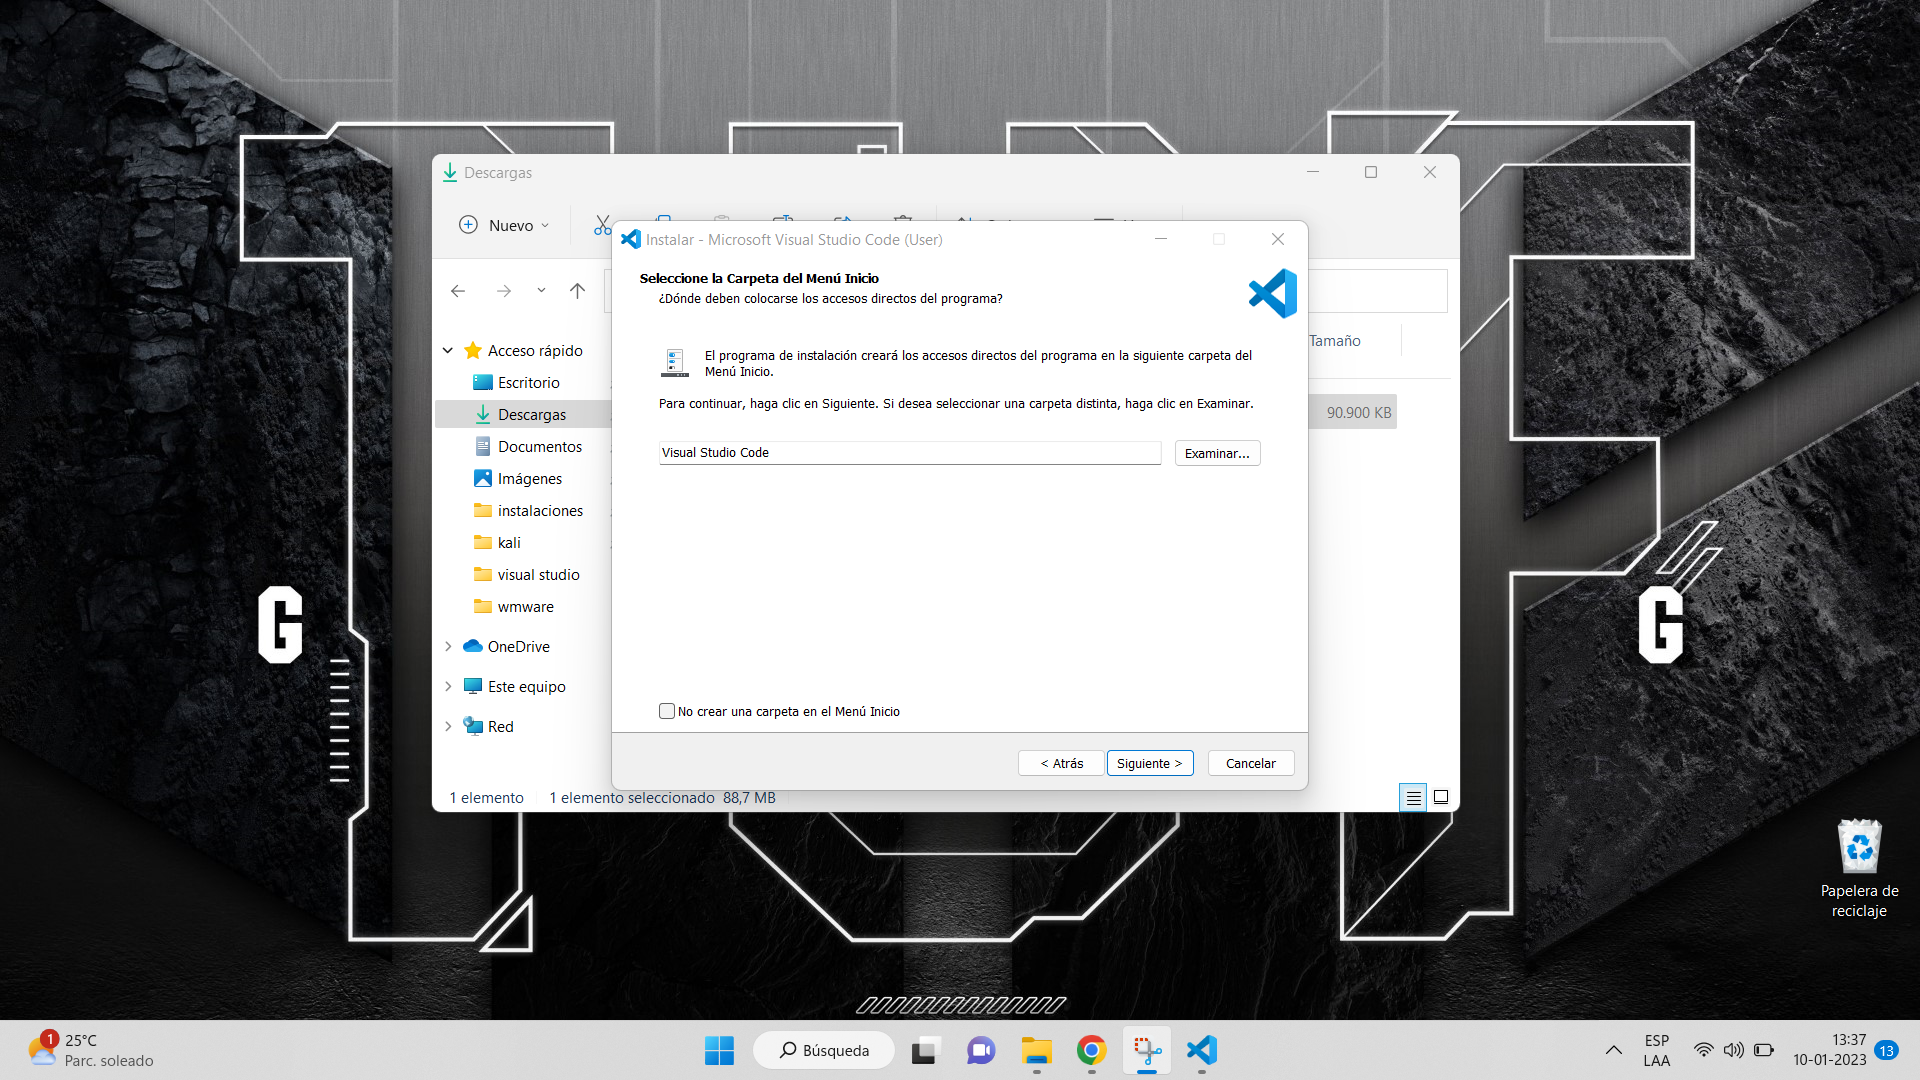 Descargas
Nuevo
Instalar - Microsoft Visual Studio Code (User)
Seleccione la Carpeta del Menú Inicio
¿Dónde deben colocarse los accesos directos del programa?
El programa de instalación creará los accesos directos del programa en la siguiente carpeta del
Menú Inicio.
Para continuar, haga clic en Siguiente. Si desea seleccionar una carpeta distinta, haga clic en Examinar.
Visual Studio Code
Examinar...
No crear una carpeta en el Menú Inicio
< Atrás
Siguiente >
Cancelar
Tamaño
90.900 KB
Acceso rápido
Escritorio
Descargas
Documentos
Imágenes
instalaciones
kali
visual studio
wmware
OneDrive
Este equipo
Red
1 elemento
1 elemento seleccionado 88,7 MB
G
G
Papelera de
reciclaje
1
25°C
Parc. soleado
Búsqueda
ESP
LAA
13:37
10-01-2023
13